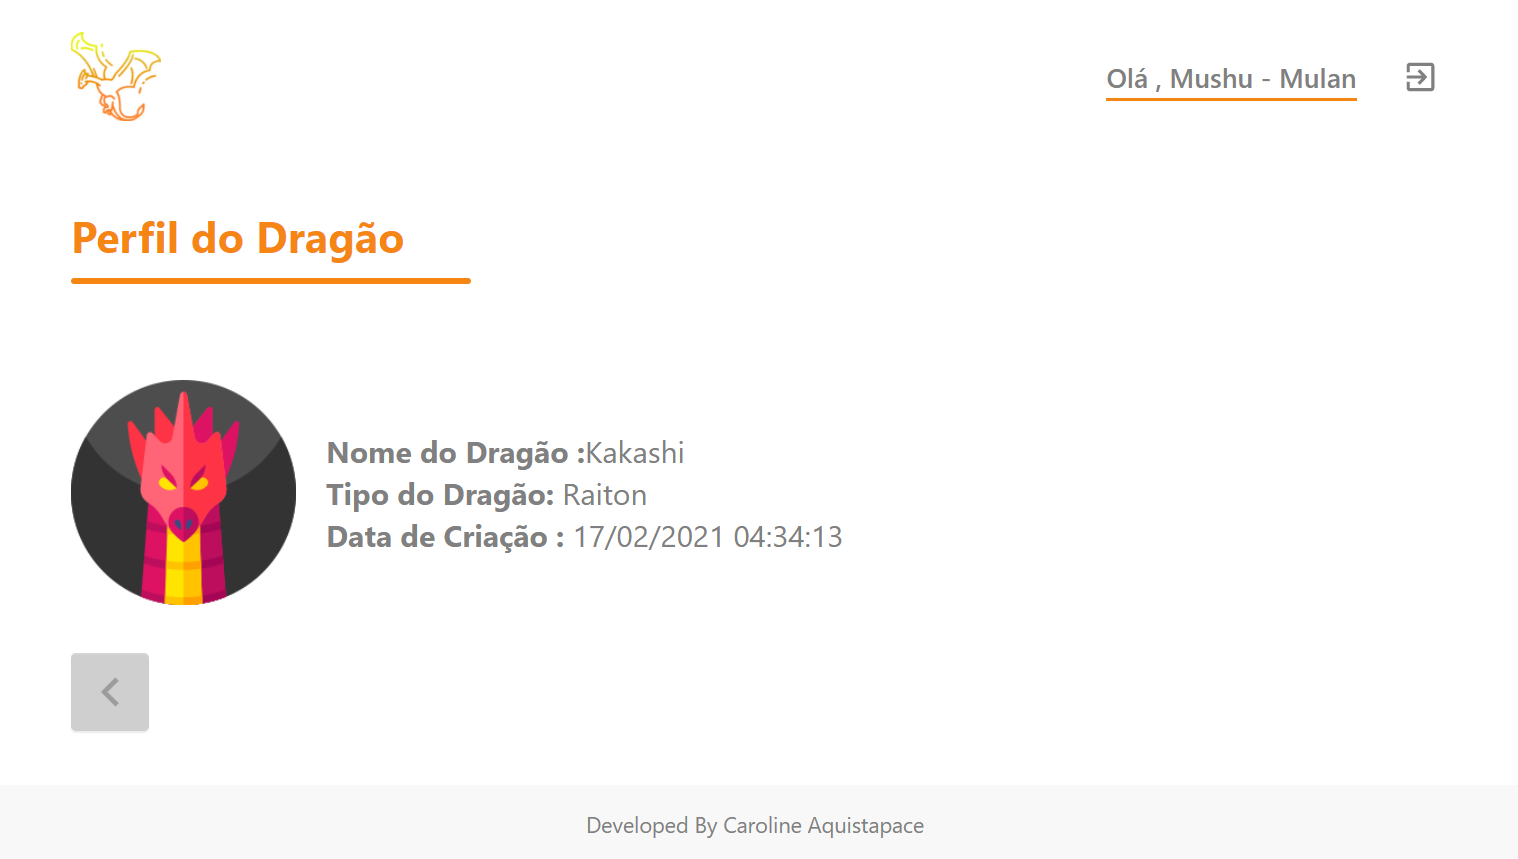 Olá , Mushu - Mulan
Perfil do Dragão
Nome do Dragão :Kakashi
Tipo do Dragão: Raiton
Data de Criação : 17/02/2021 04:34:13
Developed By Caroline Aquistapace